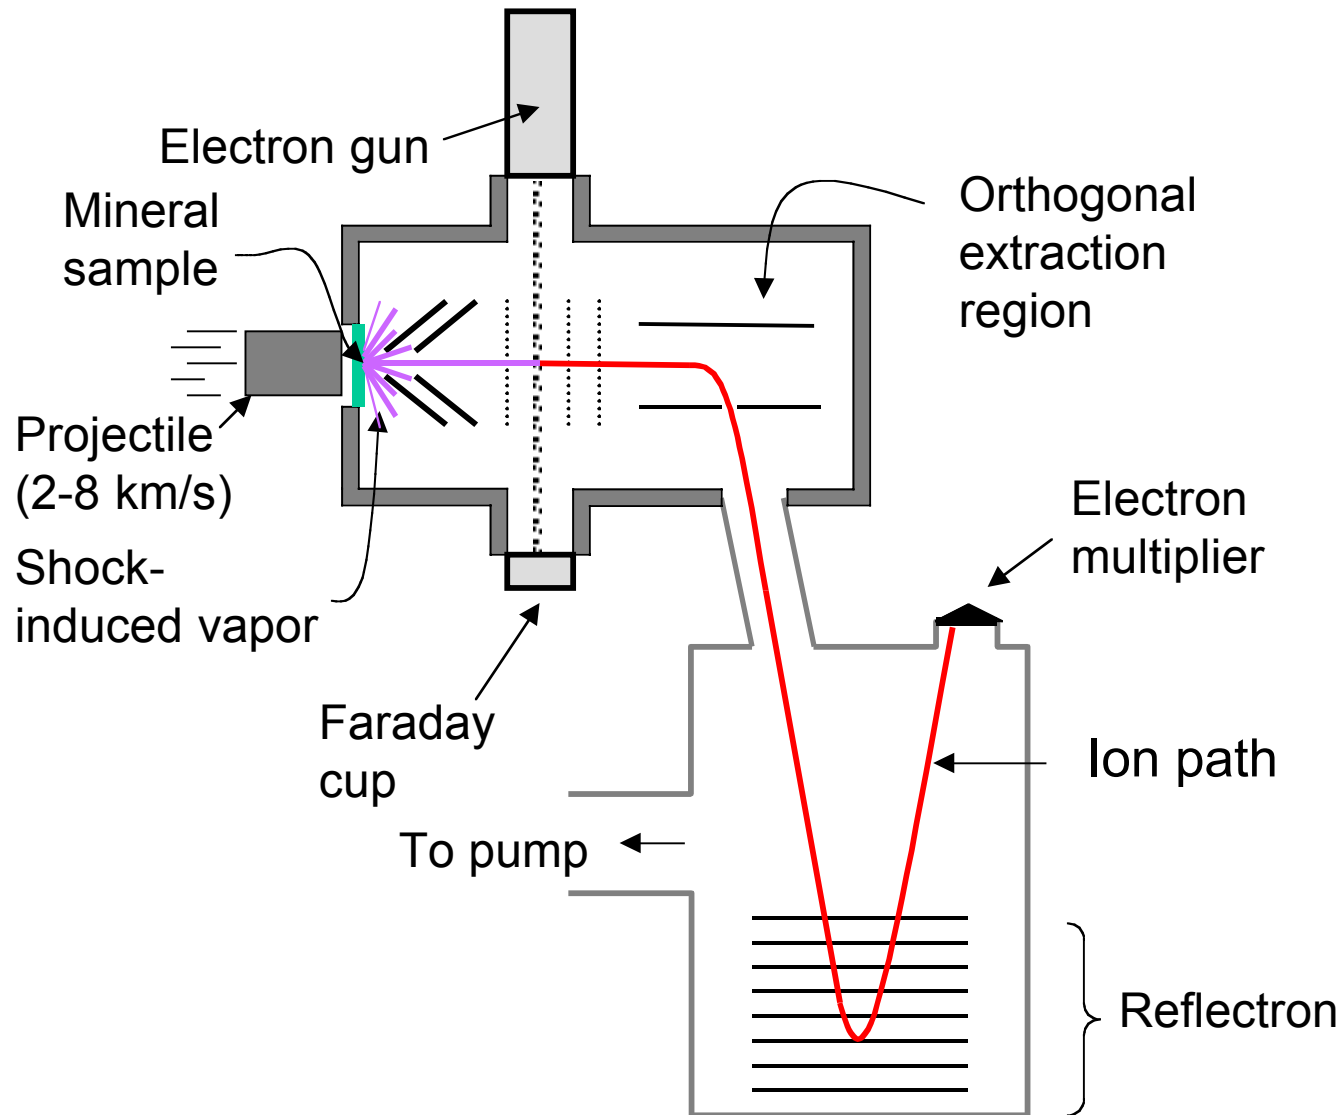 Electron gun
Mineral
sample
Orthogonal
extraction
region
Projectile
(2-8 km/s)
Shock-
induced vapor
Electron
multiplier
Faraday
cup
Ion path
To pump
Reflectron